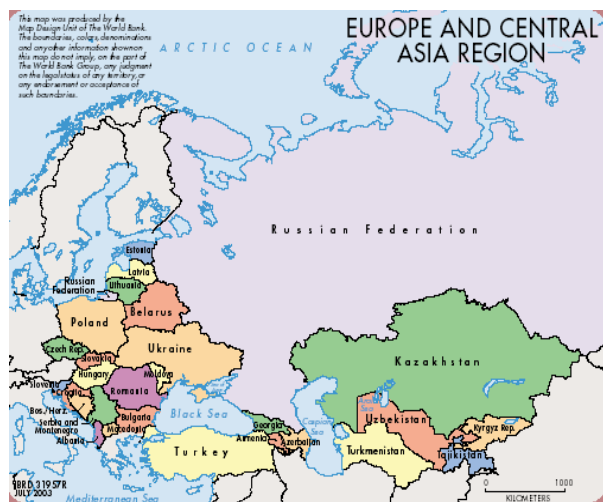 This map was produced by the
Map Design Unit of The World Bank.
The boundaries, colors, denominations
and any other information shown on
this map do not imply, on the part of
The World Bank Group, any judgment
on the legal status of any territory, or
any endorsement or acceptance of
such boundaries.
EUROPE AND CENTRAL
ASIA REGION
ARCTIC OCEAN
Russian Federation
Estonia
Latvia
Lithuania
Russian
Federation
Belarus
Poland
Czech Rep.
Slovakia
Ukraine
Hungary
Moldova
Slovenia
Croatia
Romania
Bos./Herz.
Serbia and
Montenegro
Albania
Bulgaria
Macedonia
Black Sea
Turkey
Mediterranean Sea
Georgia
Armenia
Azerbaijan
Caspian
Sea
Aral
Sea
Kazakhstan
Uzbekistan
Turkmenistan
Kyrgyz Rep.
Tajikistan
IBRD 31957R
JULY 2003
0
1000
KILOMETERS